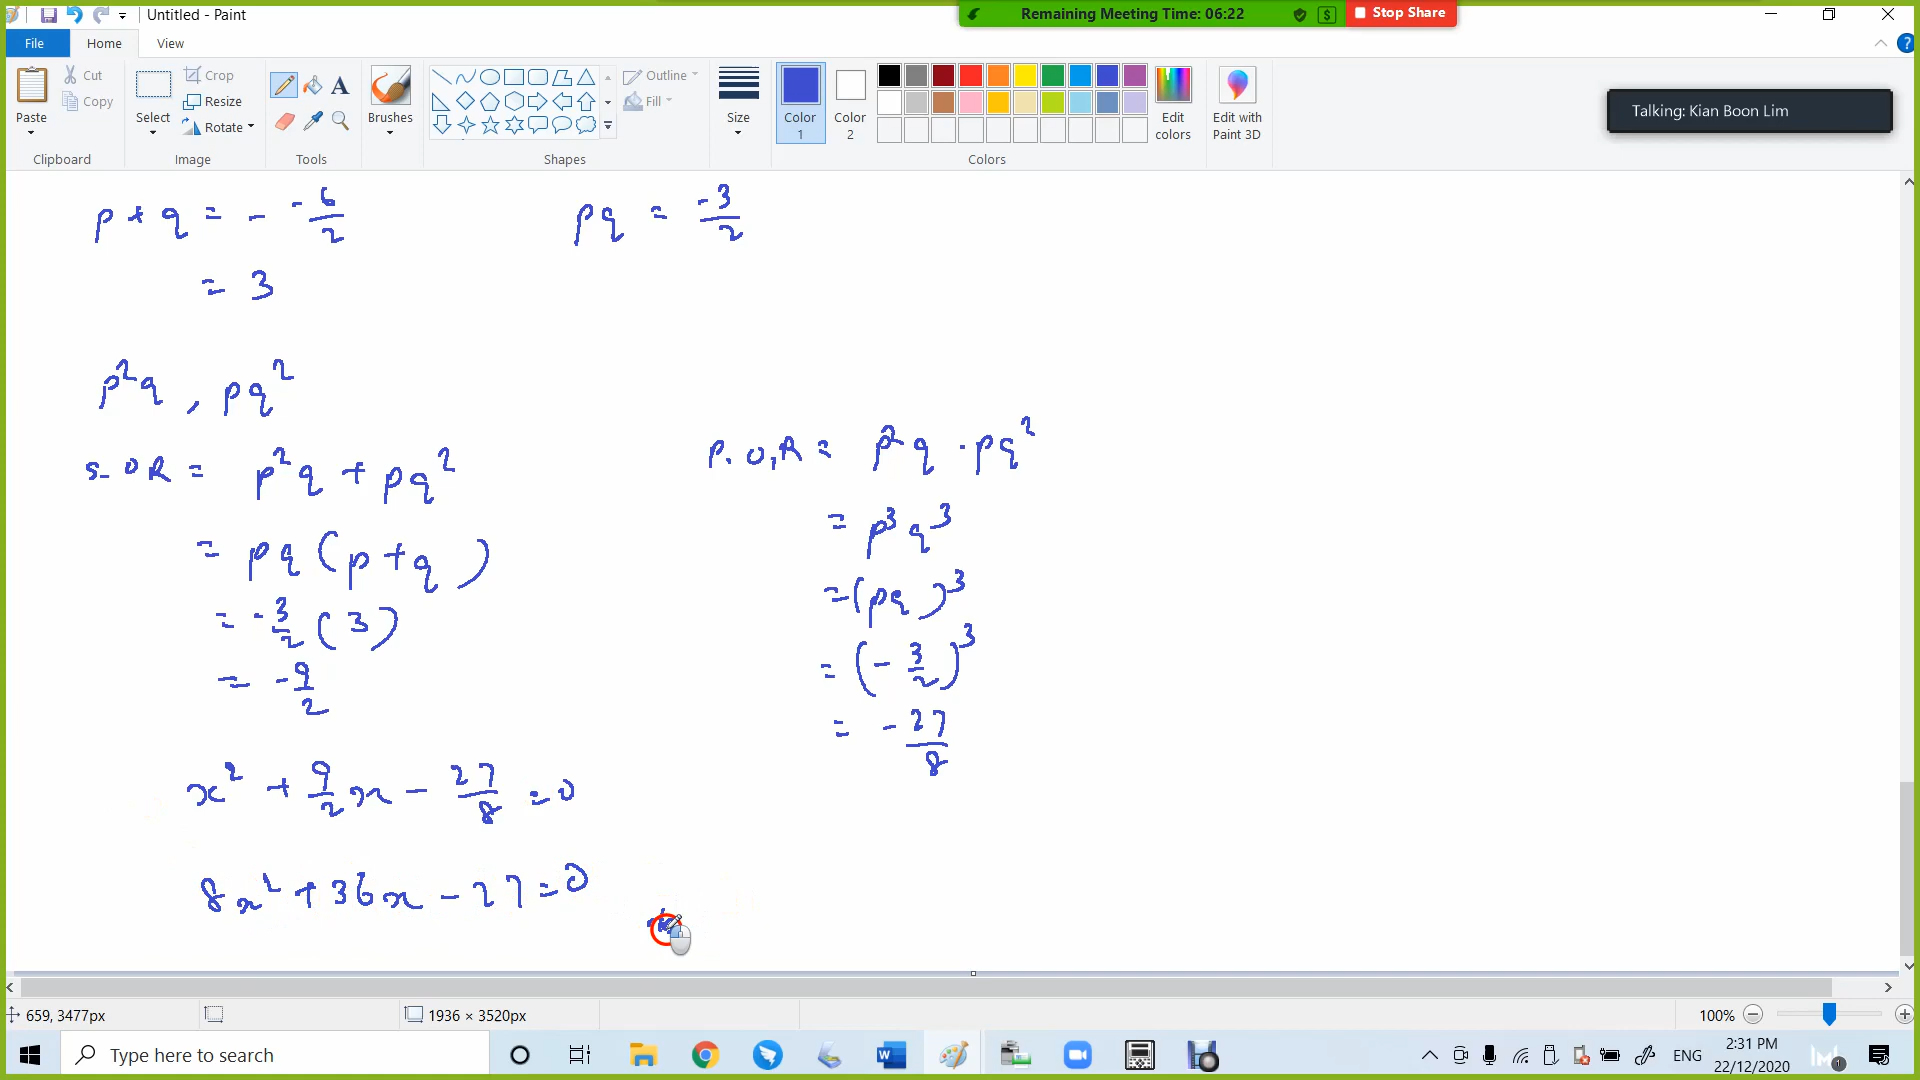 Untitled - Paint
Remaining Meeting Time: 06:22
Stop Share
File Home View
Paste Cut Copy Select Crop Resize Rotate A Brushes Outline Fill Size Color 1 Color 2 Edit colors Edit with Paint 3D
Clipboard Image Tools Shapes Colors
Talking: Kian Boon Lim
p + q = - -6/2
pq = -3/2
= 3
p²q , pq²
S. O R = p²q + pq²
P. O. R = p²q · pq²
= pq (p + q)
= p³q³
= -3/2 (3)
= (pq)³
= -9/2
= (-3/2)³
= -27/8
x² + 9/2 x - 27/8 = 0
8x² + 36x - 27 = 0
659, 3477px 1936 × 3520px 100%
Type here to search
ENG 2:31 PM 22/12/2020 1